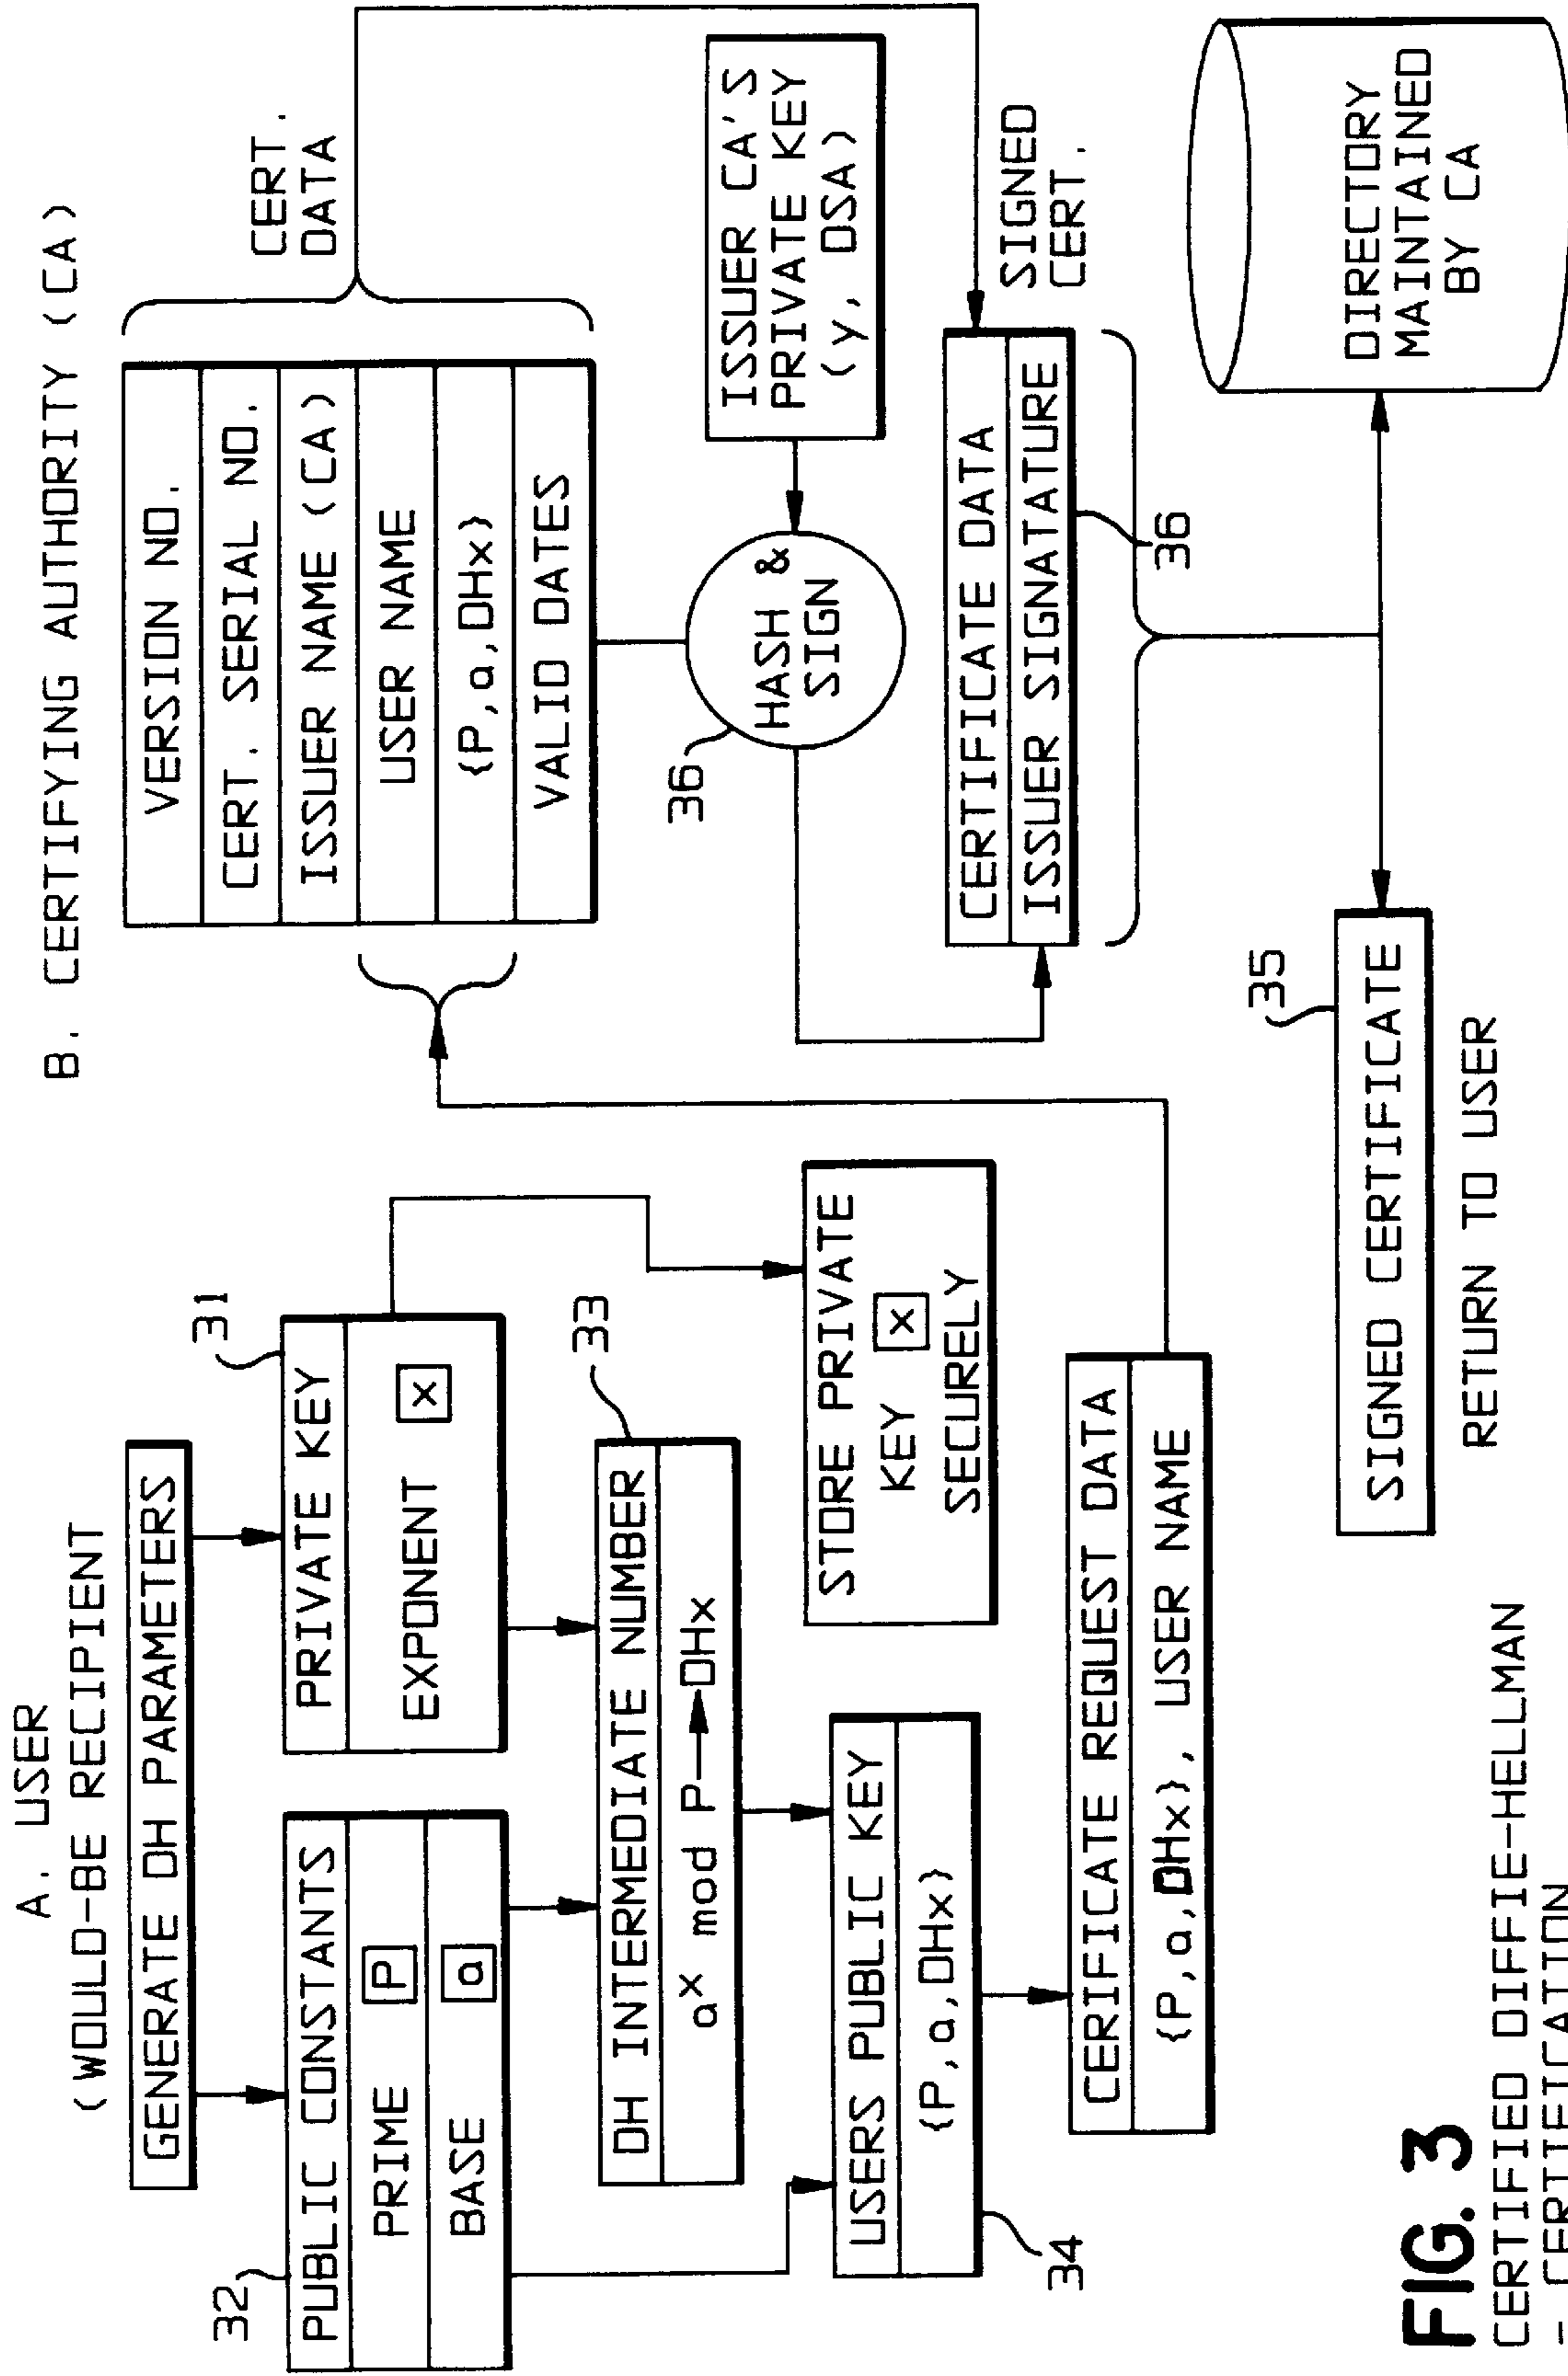 A. USER
(WOULD-BE RECIPIENT
GENERATE DH PARAMETERS
32
PUBLIC CONSTANTS
PRIME P
BASE a
31
PRIVATE KEY
EXPONENT x
33
DH INTERMEDIATE NUMBER
a^x mod P DHx
STORE PRIVATE
KEY x
SECURELY
USERS PUBLIC KEY
{P,a,DHx}
34
CERIFICATE REQUEST DATA
{P,a,DHx}, USER NAME
B. CERTIFYING AUTHORITY (CA)
VERSION NO.
CERT. SERIAL NO.
ISSUER NAME (CA)
USER NAME
{P,a,DHx}
VALID DATES
CERT.
DATA
36
HASH &
SIGN
ISSUER CA'S
PRIVATE KEY
(y, DSA)
CERTIFICATE DATA
ISSUER SIGNATATURE
36
SIGNED
CERT.
35
SIGNED CERTIFICATE
RETURN TO USER
DIRECTORY
MAINTAINED
BY CA
FIG. 3
CERTIFIED DIFFIE-HELLMAN
- CERTIFICATION